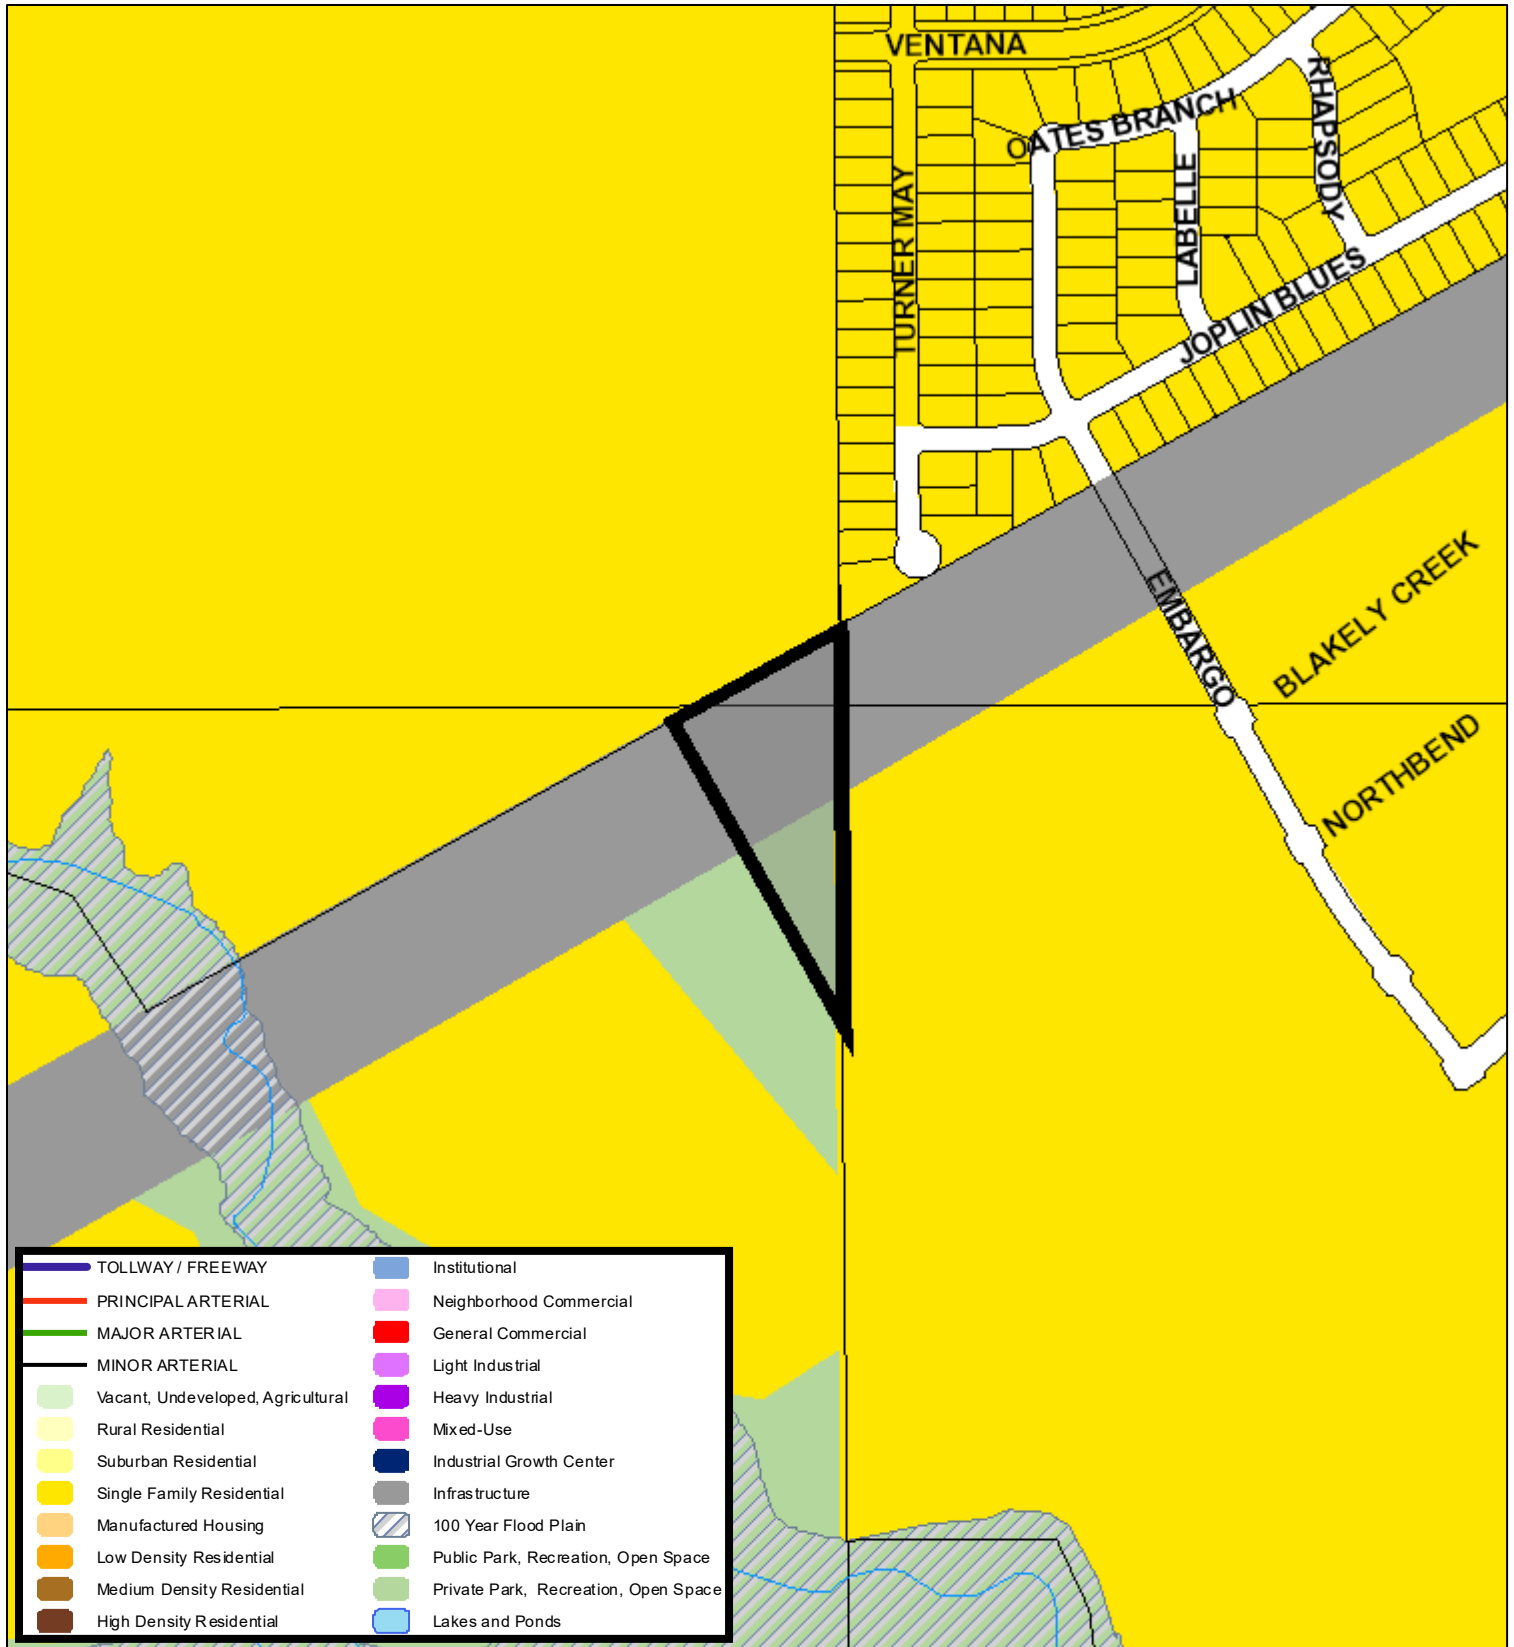 VENTANA
OATES BRANCH
RHAPSODY
TURNER MAY
LABELLE
JOPLIN BLUES
EMBARGO
BLAKELY CREEK
NORTHBEND
TOLLWAY / FREEWAY
PRINCIPAL ARTERIAL
MAJOR ARTERIAL
MINOR ARTERIAL
Vacant, Undeveloped, Agricultural
Rural Residential
Suburban Residential
Single Family Residential
Manufactured Housing
Low Density Residential
Medium Density Residential
High Density Residential
Institutional
Neighborhood Commercial
General Commercial
Light Industrial
Heavy Industrial
Mixed-Use
Industrial Growth Center
Infrastructure
100 Year Flood Plain
Public Park, Recreation, Open Space
Private Park, Recreation, Open Space
Lakes and Ponds